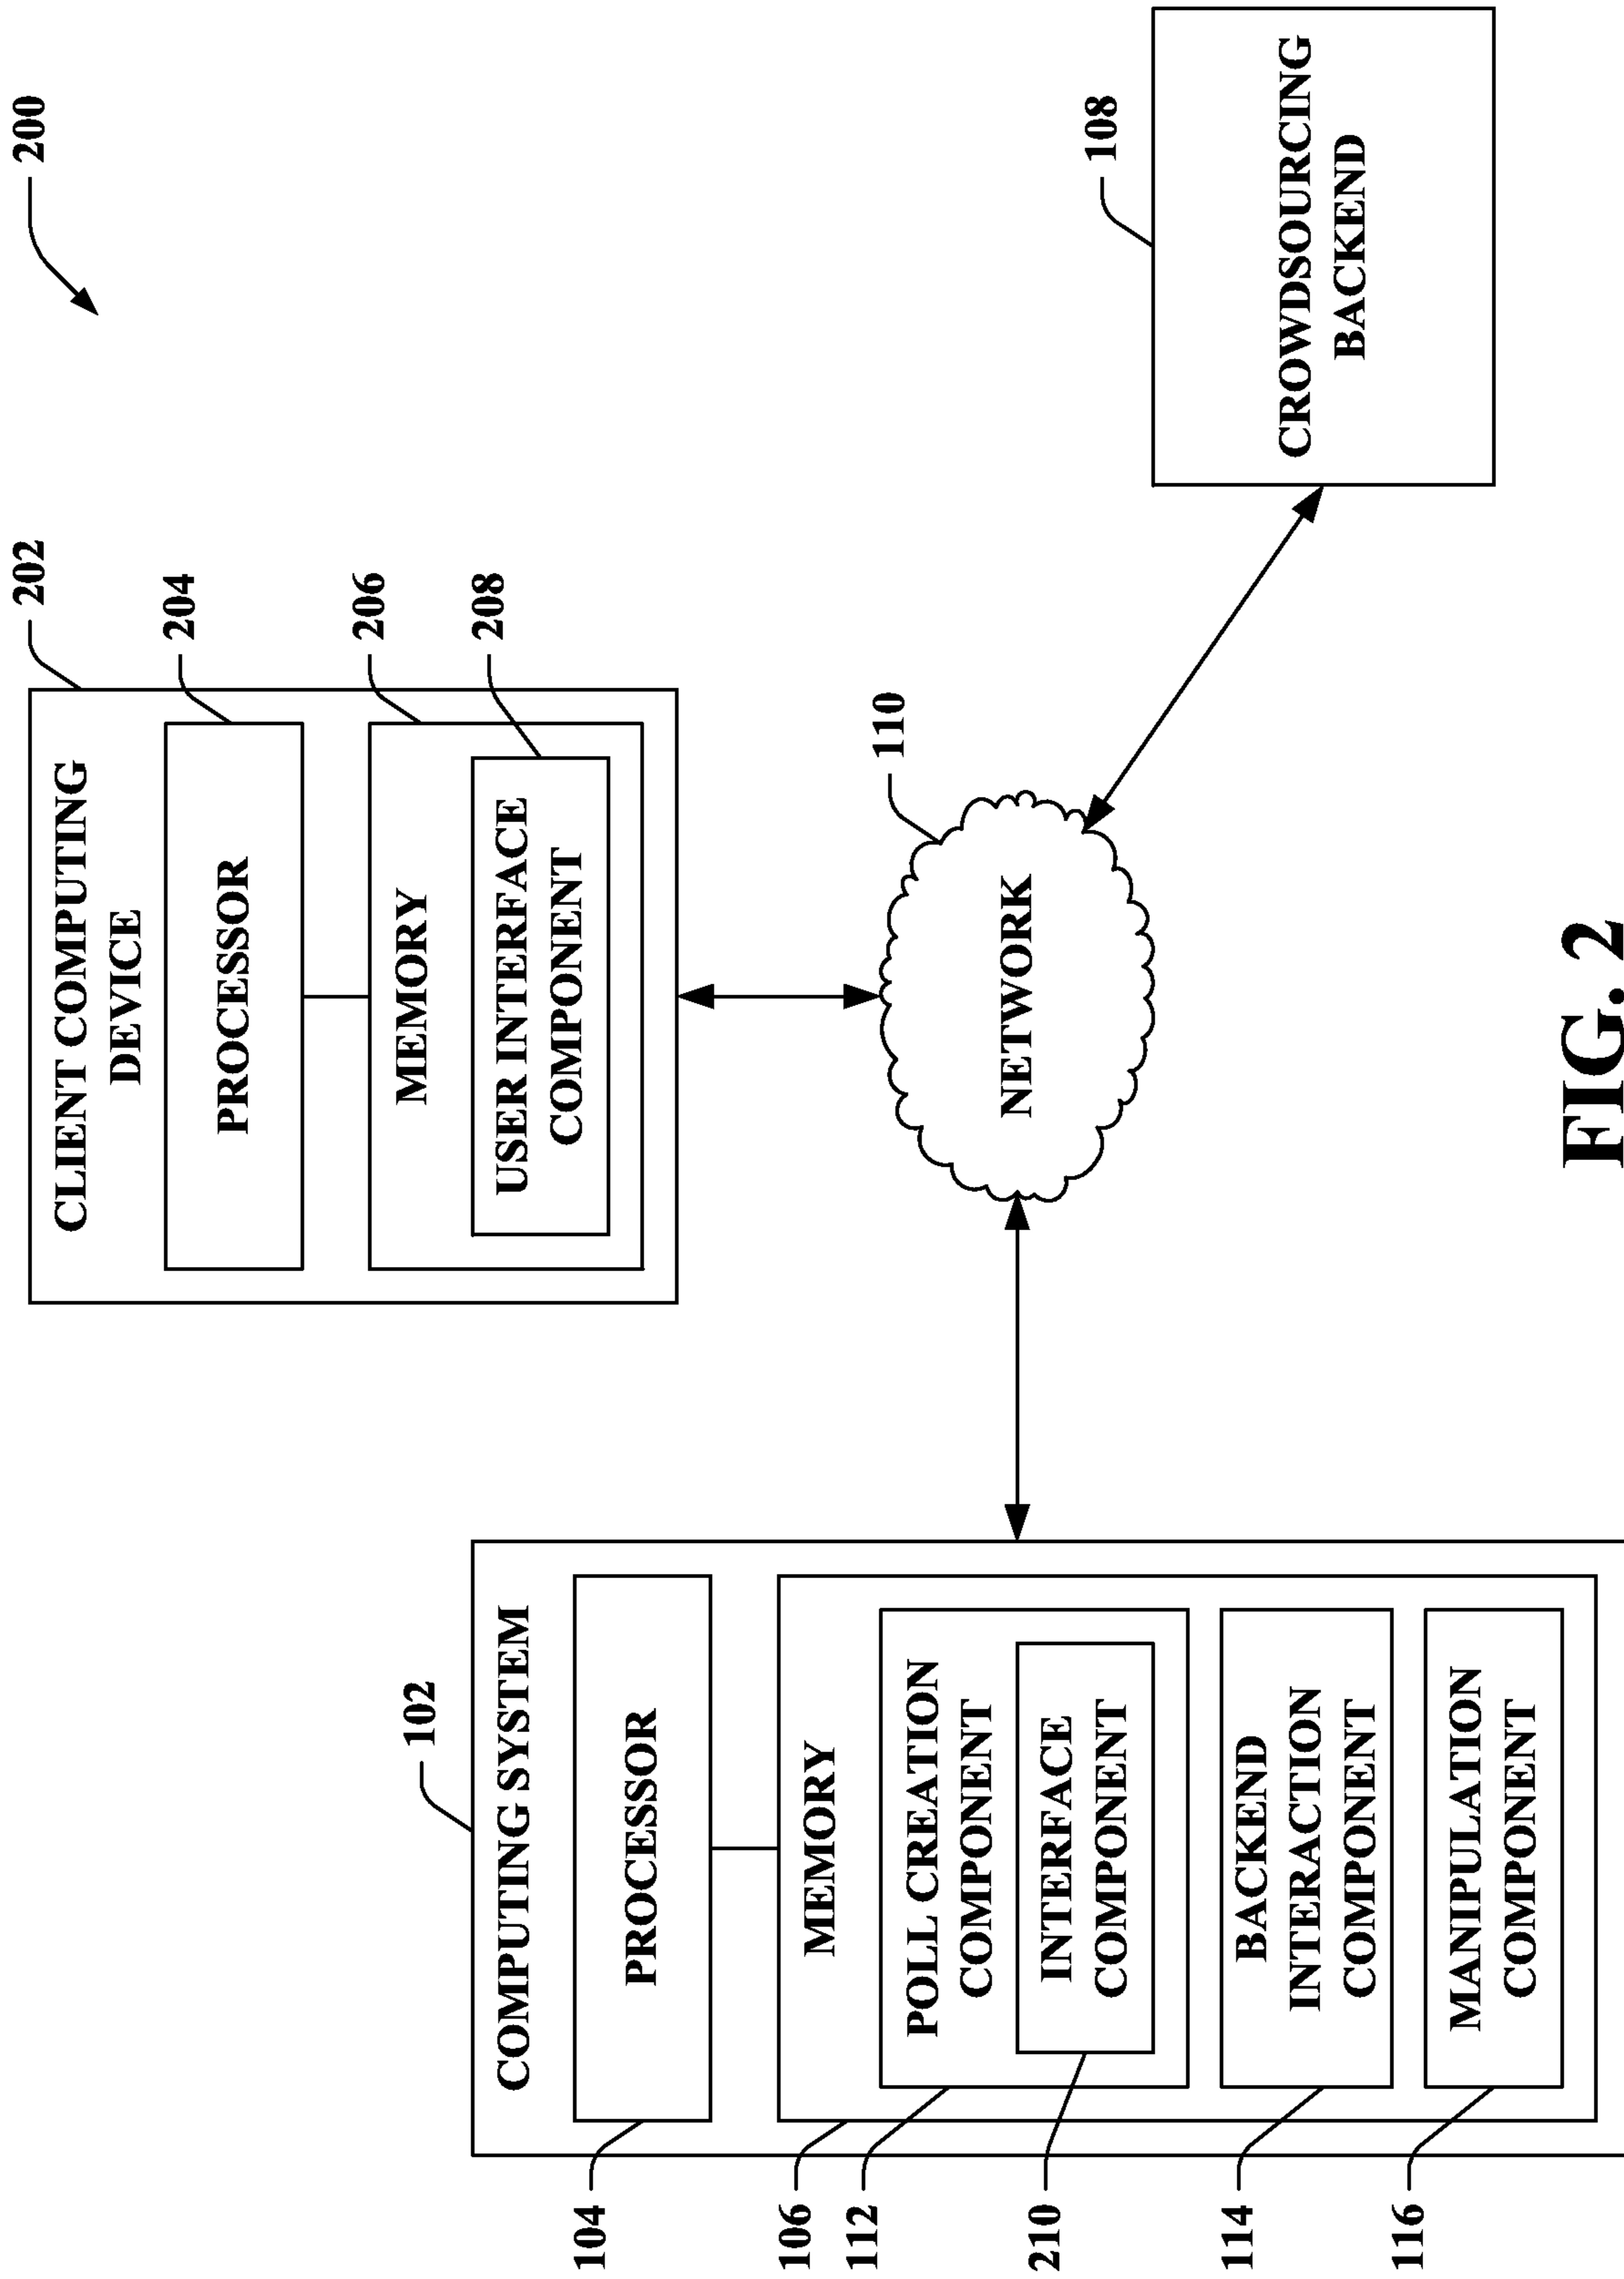 200
202
CLIENT COMPUTING
DEVICE
204
PROCESSOR
206
MEMORY
208
USER INTERFACE
COMPONENT
102
COMPUTING SYSTEM
104
PROCESSOR
106
MEMORY
112
POLL CREATION
COMPONENT
210
INTERFACE
COMPONENT
114
BACKEND
INTERACTION
COMPONENT
116
MANIPULATION
COMPONENT
110
NETWORK
108
CROWDSOURCING
BACKEND
FIG. 2